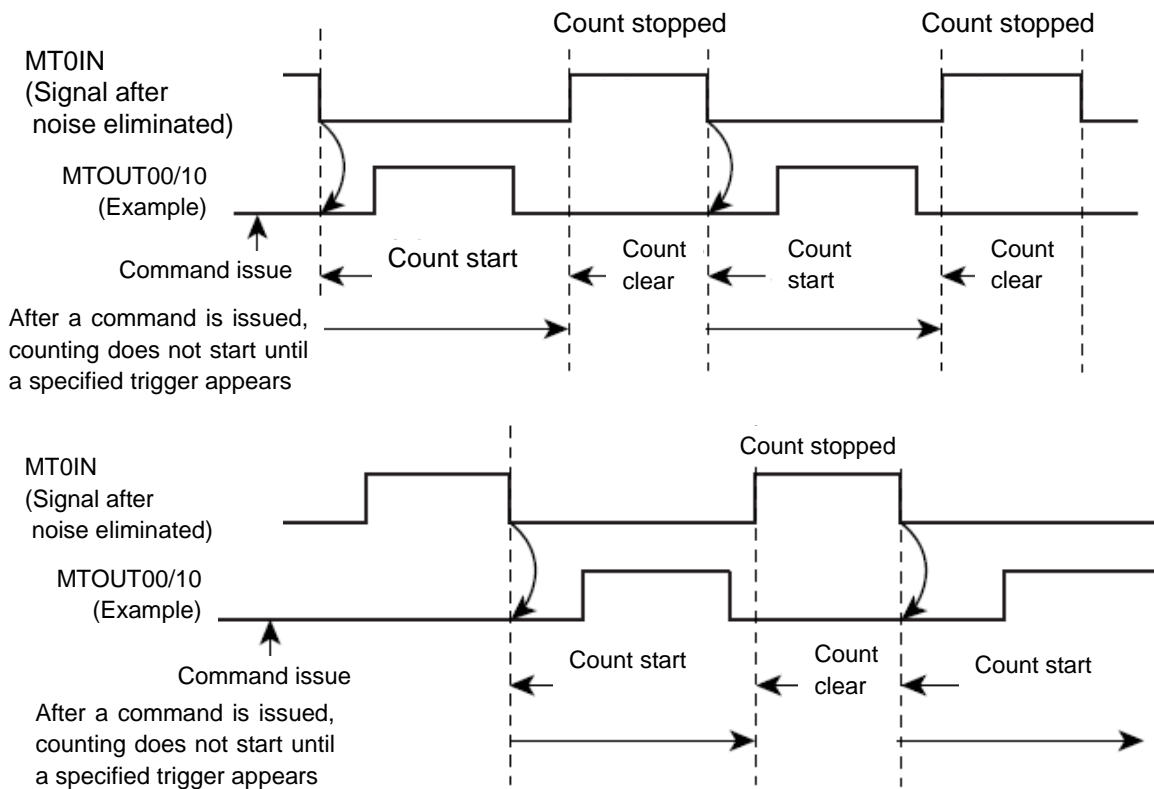 Count stopped
Count stopped
MT0IN
(Signal after
noise eliminated)
MTOUT00/10
(Example)
Command issue
Count start
Count
clear
Count
start
Count
clear
After a command is issued,
counting does not start until
a specified trigger appears
Count stopped
MT0IN
(Signal after
noise eliminated)
MTOUT00/10
(Example)
Command issue
Count start
Count
clear
Count start
After a command is issued,
counting does not start until
a specified trigger appears